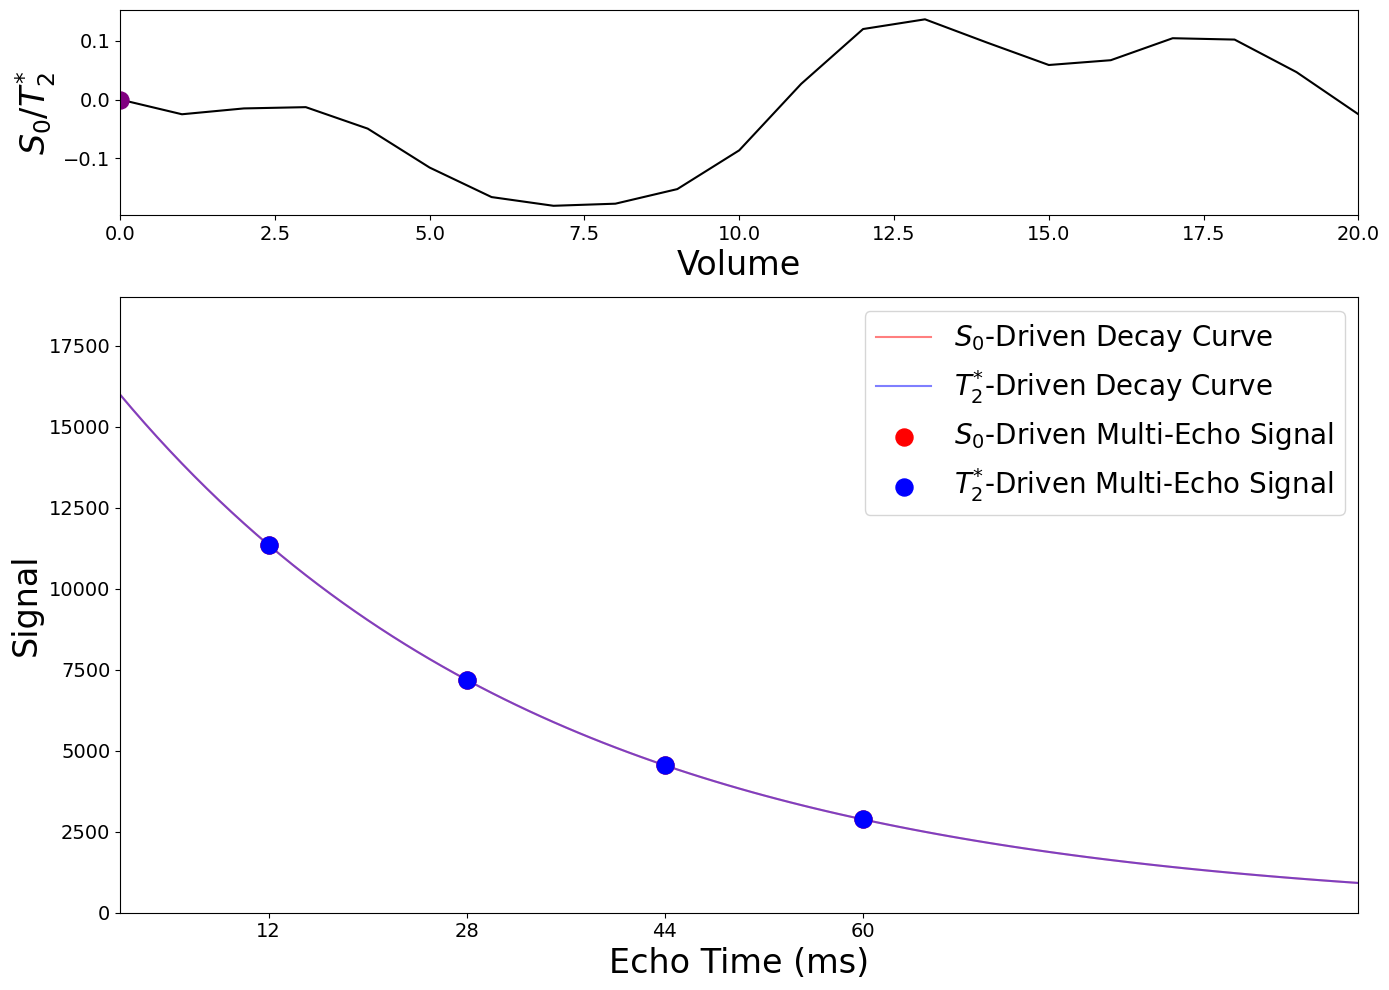 S₀/T₂*
0.1
0.0
−0.1
0.0 2.5 5.0 7.5 10.0 12.5 15.0 17.5 20.0
Volume
Signal
17500
15000
12500
10000
7500
5000
2500
0
S₀-Driven Decay Curve
T₂*-Driven Decay Curve
S₀-Driven Multi-Echo Signal
T₂*-Driven Multi-Echo Signal
12 28 44 60
Echo Time (ms)